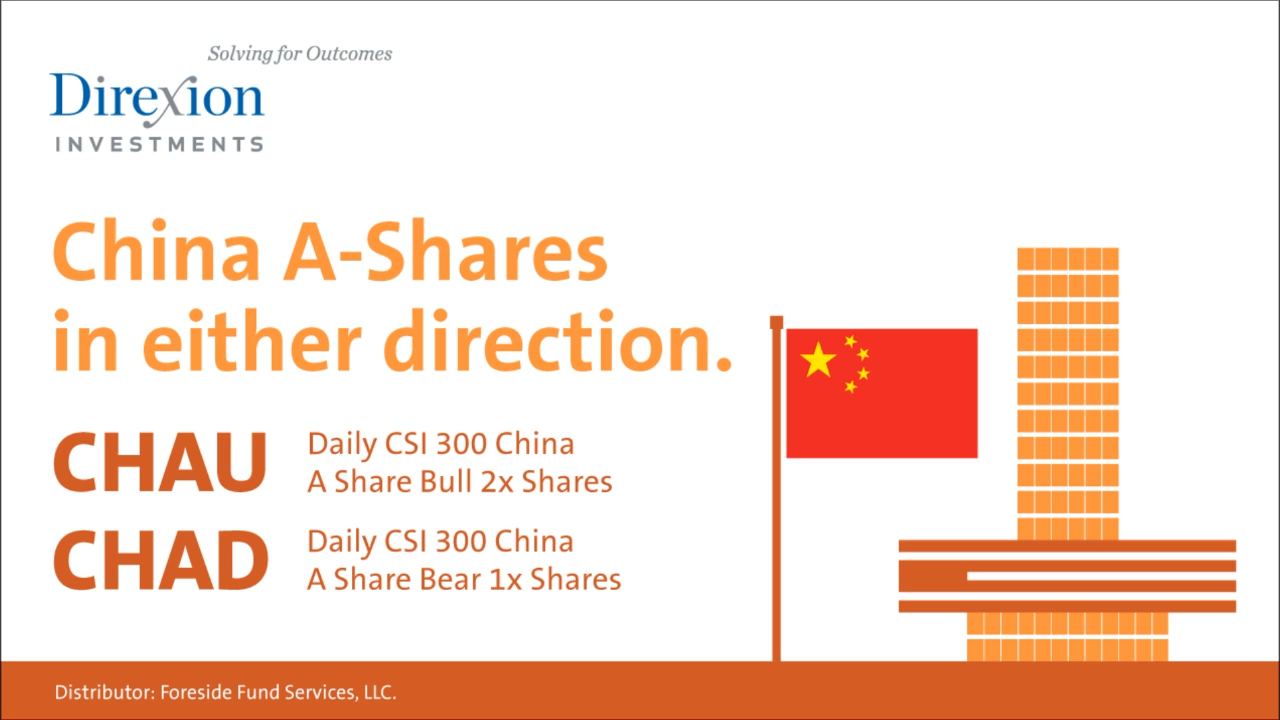 Solving for Outcomes
Direxion
INVESTMENTS
China A-Shares
in either direction.
CHAU
Daily CSI 300 China
A Share Bull 2x Shares
CHAD
Daily CSI 300 China
A Share Bear 1x Shares
Distributor: Foreside Fund Services, LLC.